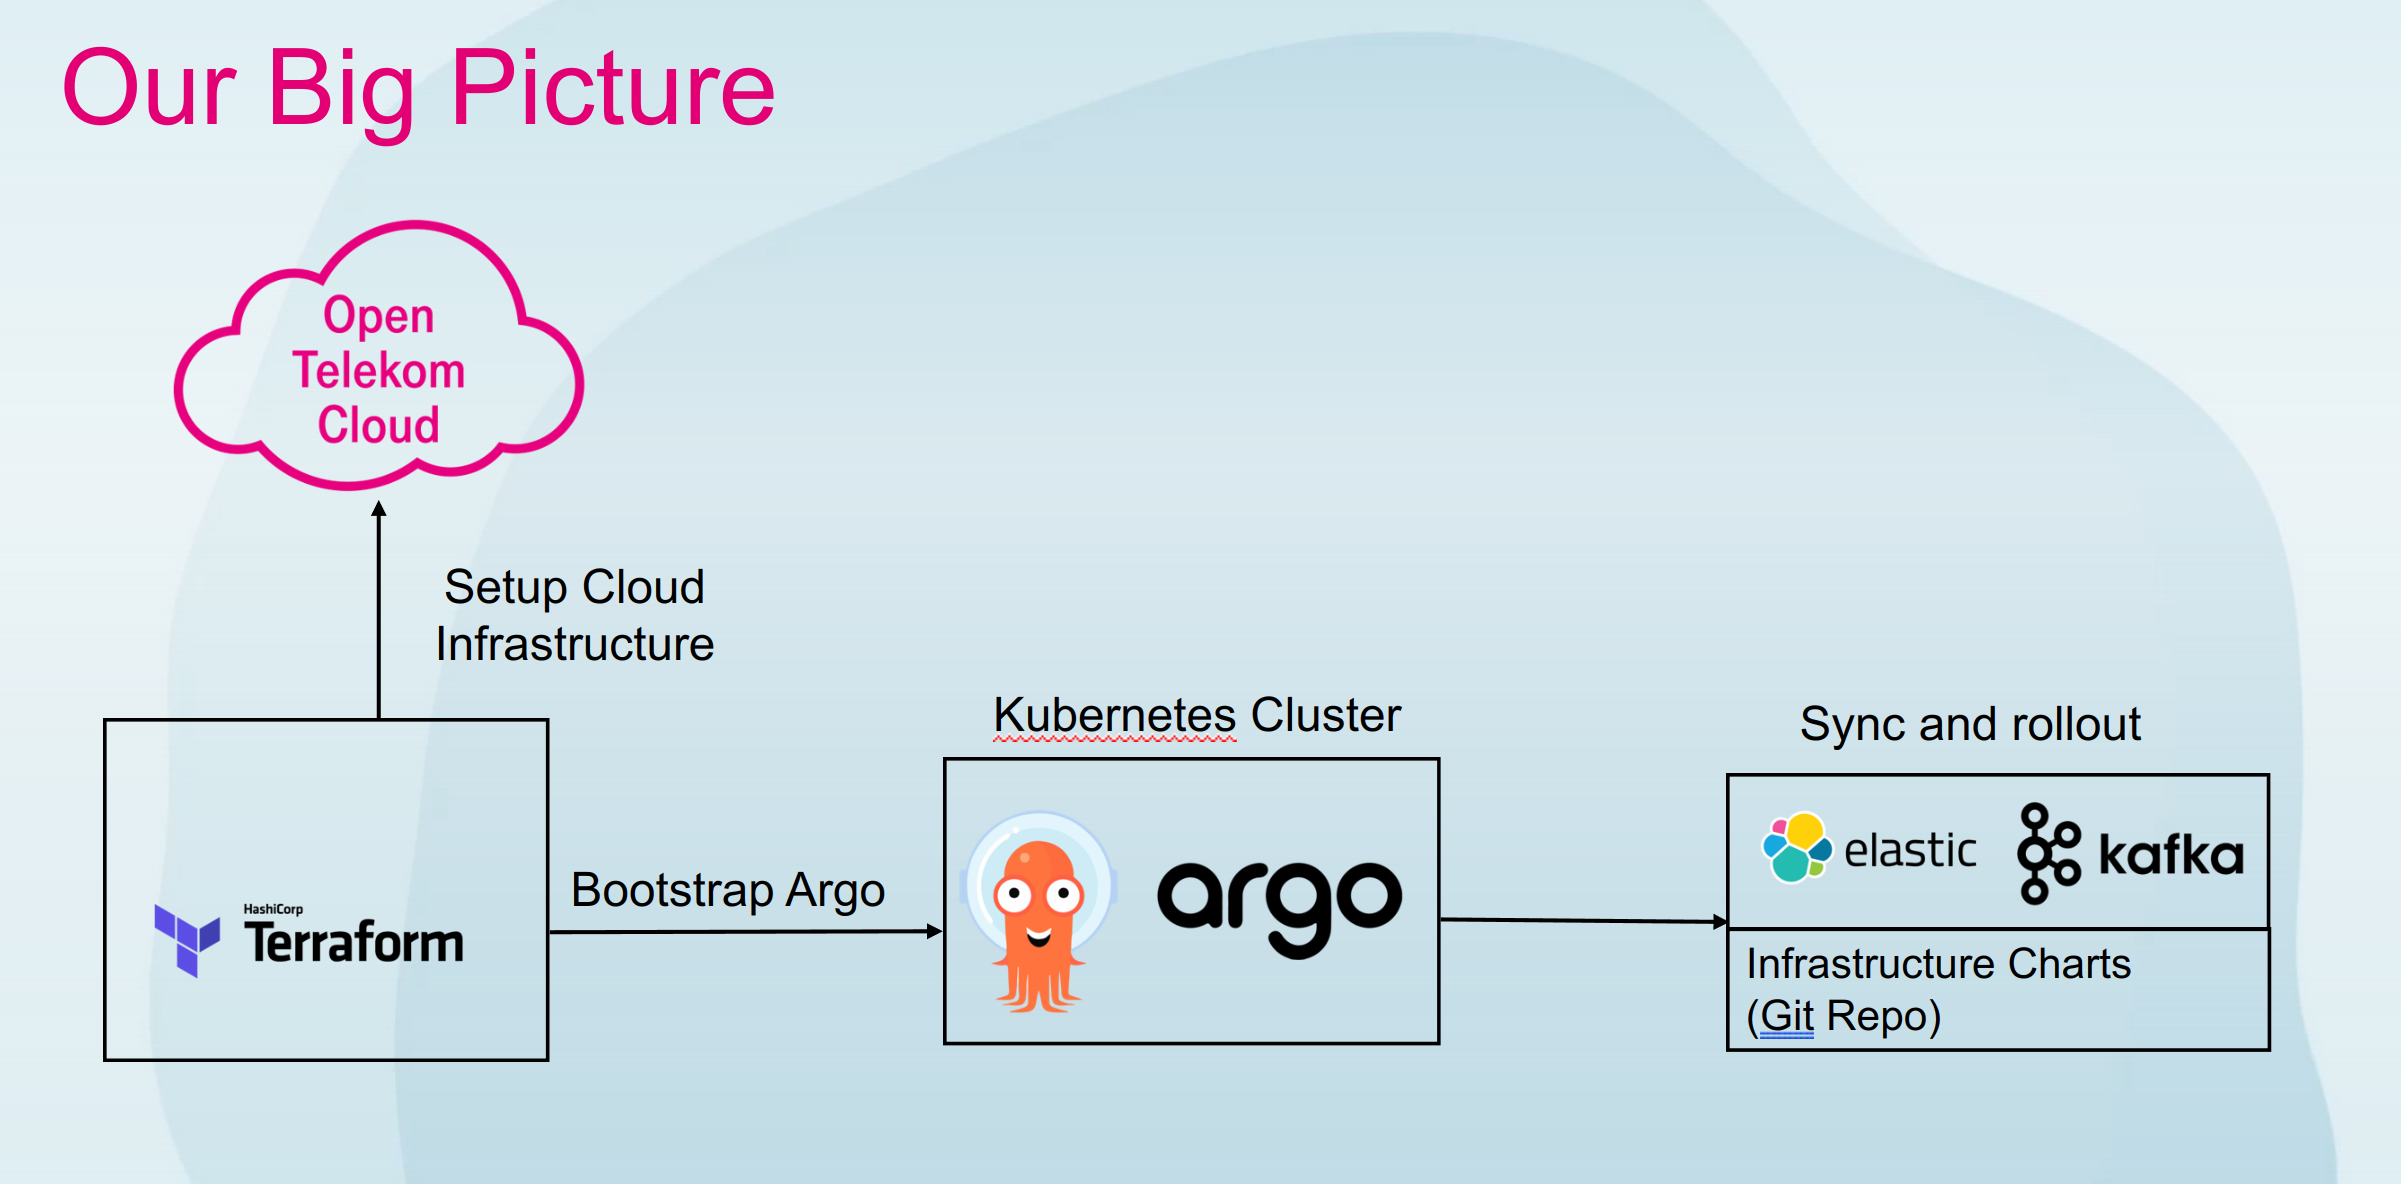 Our Big Picture
Open
Telekom
Cloud
Setup Cloud
Infrastructure
Kubernetes Cluster
Sync and rollout
HashiCorp
Terraform
Bootstrap Argo
argo
elastic
kafka
Infrastructure Charts
(Git Repo)